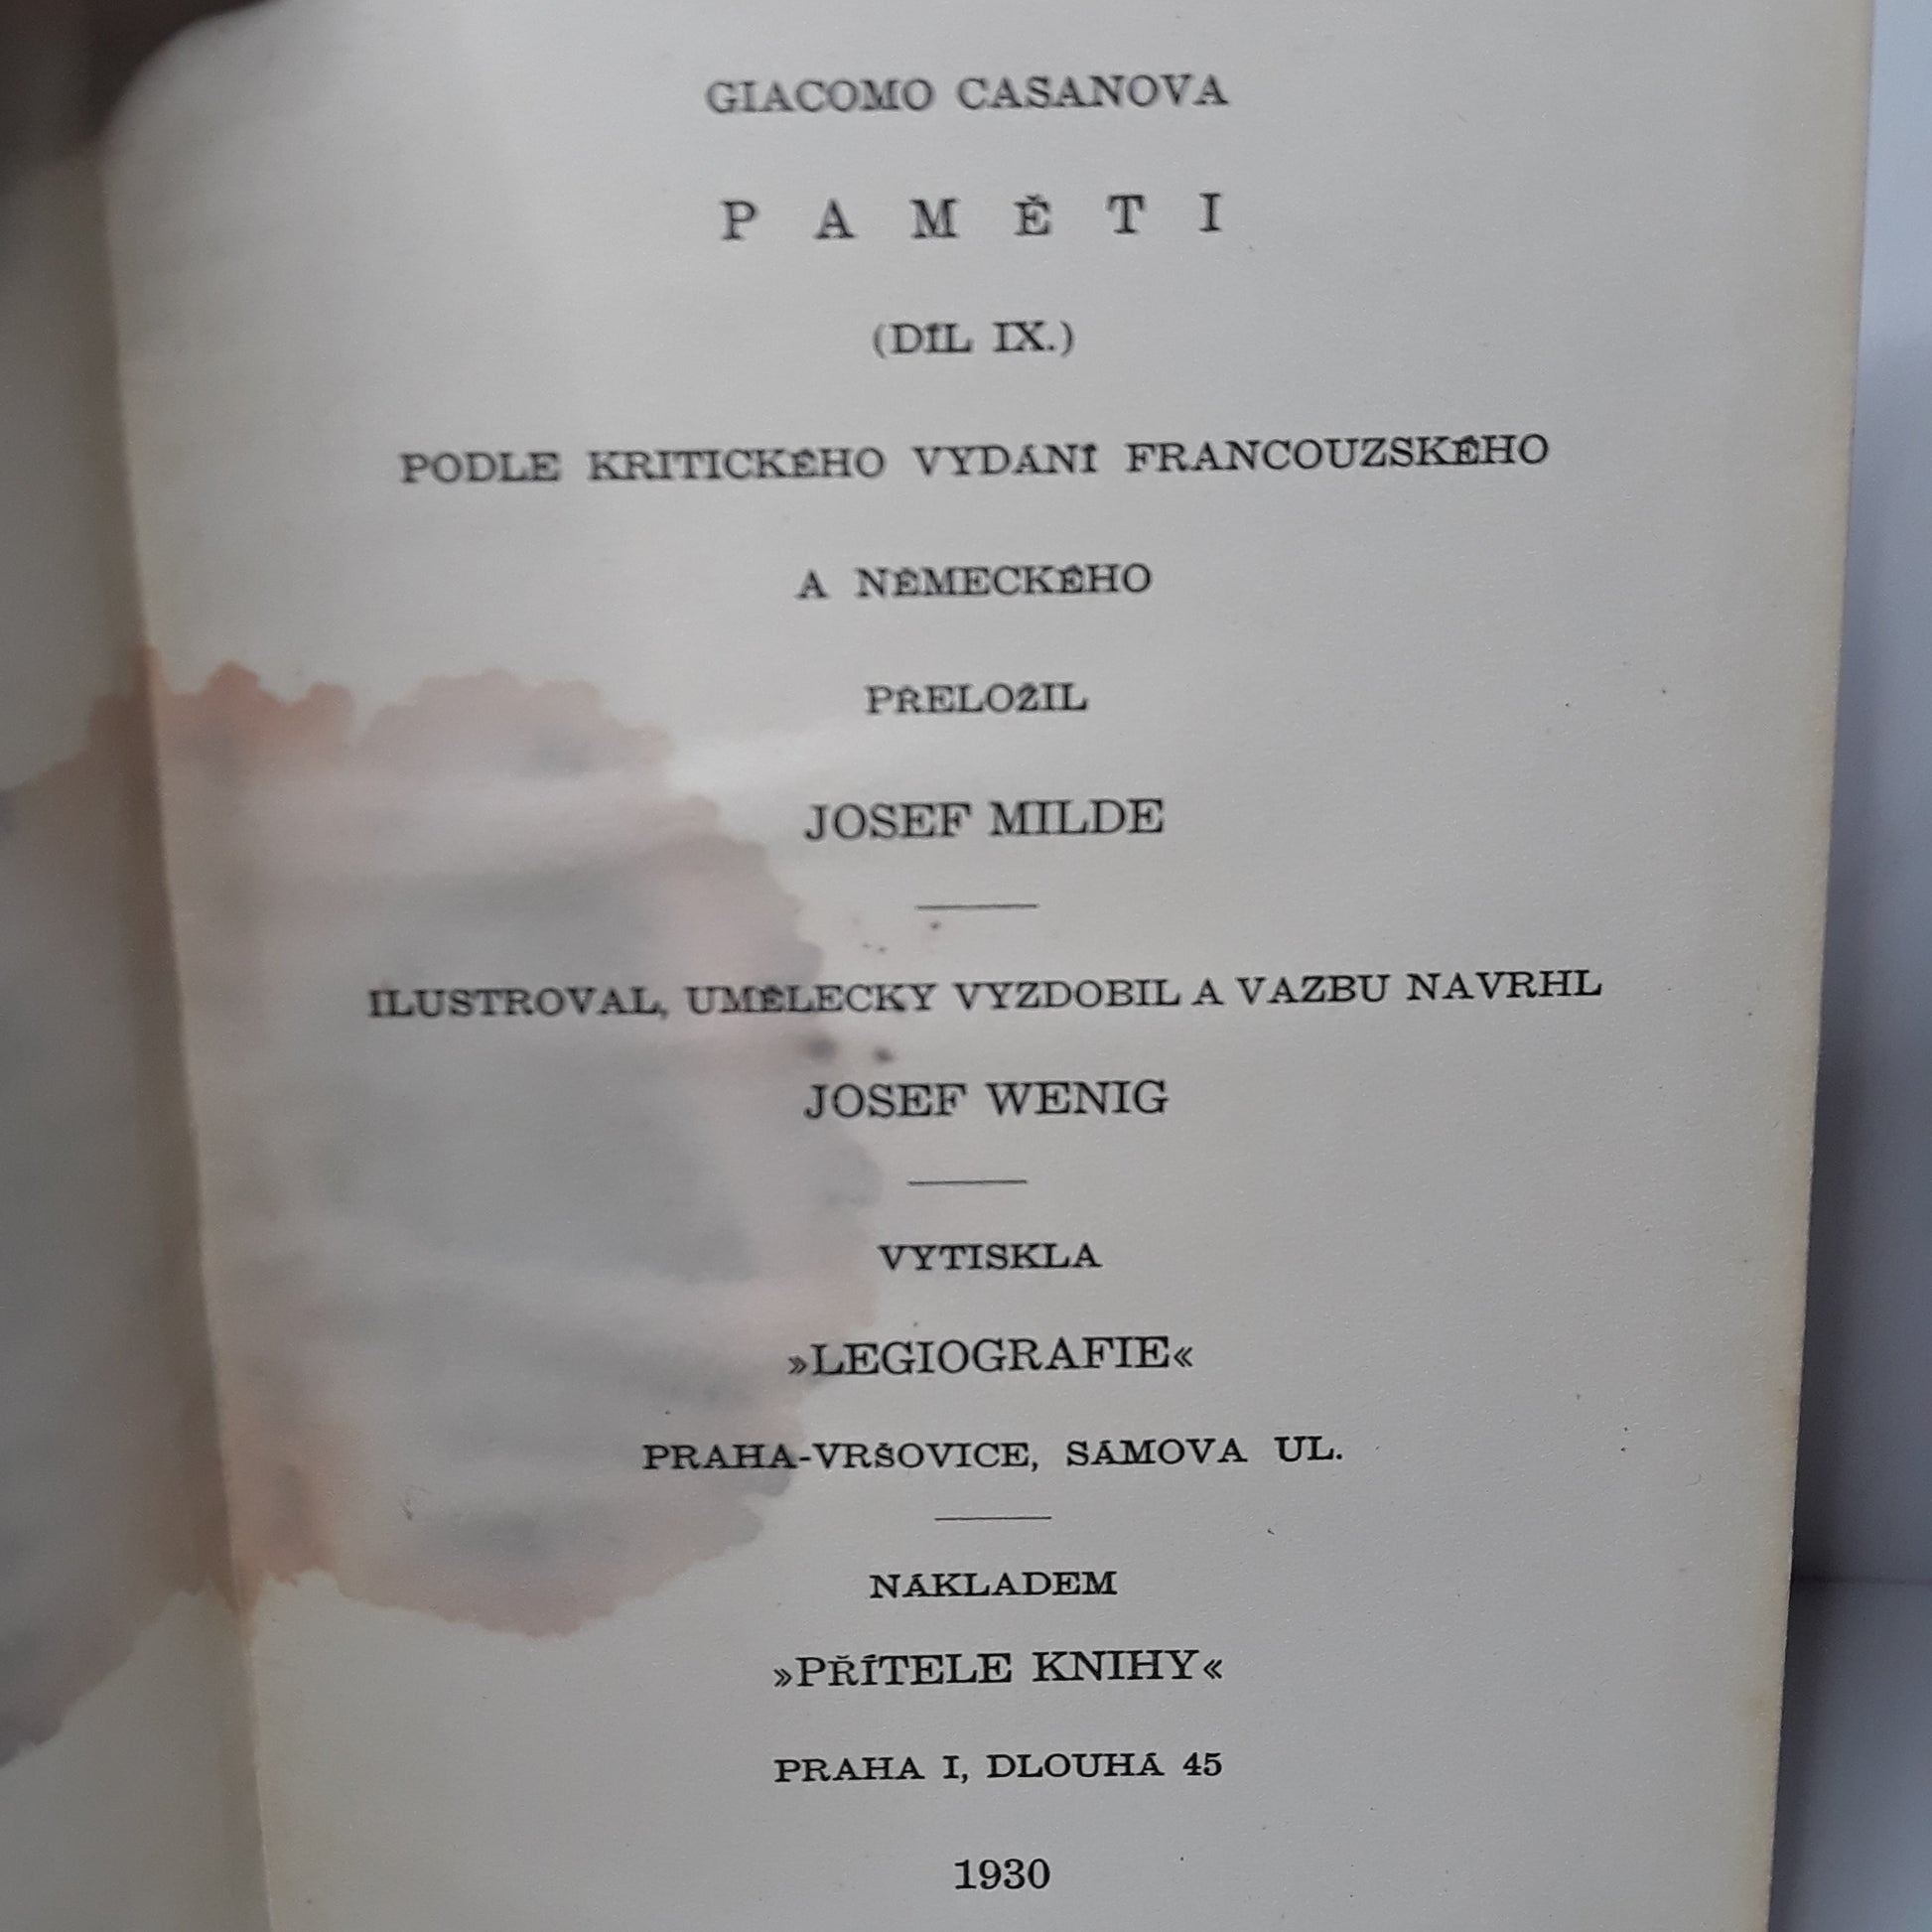 GIACOMO CASANOVA
PAMĚTI
(DÍL IX.)
PODLE KRITICKÉHO VYDÁNÍ FRANCOUZSKÉHO
A NĚMECKÉHO
PŘELOŽIL
JOSEF MILDE
ILUSTROVAL, UMĚLECKY VYZDOBIL A VAZBU NAVRHL
JOSEF WENIG
VYTISKLA
»LEGIOGRAFIE«
PRAHA-VRŠOVICE, SÁMOVA UL.
NÁKLADEM
»PŘÍTELE KNIHY«
PRAHA I, DLOUHÁ 45
1930